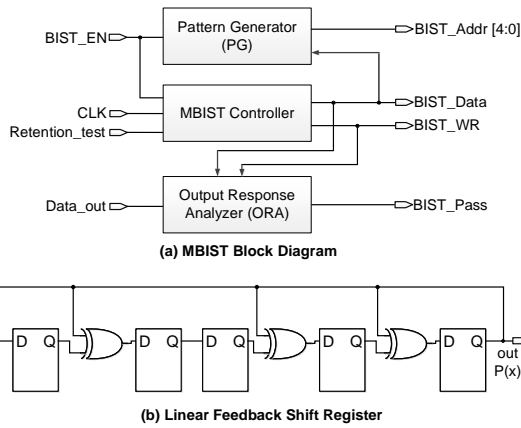 BIST_EN
Pattern Generator
(PG)
BIST_Addr [4:0]
CLK
Retention_test
MBIST Controller
BIST_Data
BIST_WR
Data_out
Output Response
Analyzer (ORA)
BIST_Pass
(a) MBIST Block Diagram
D Q D Q D Q D Q D Q
out
P(x)
(b) Linear Feedback Shift Register